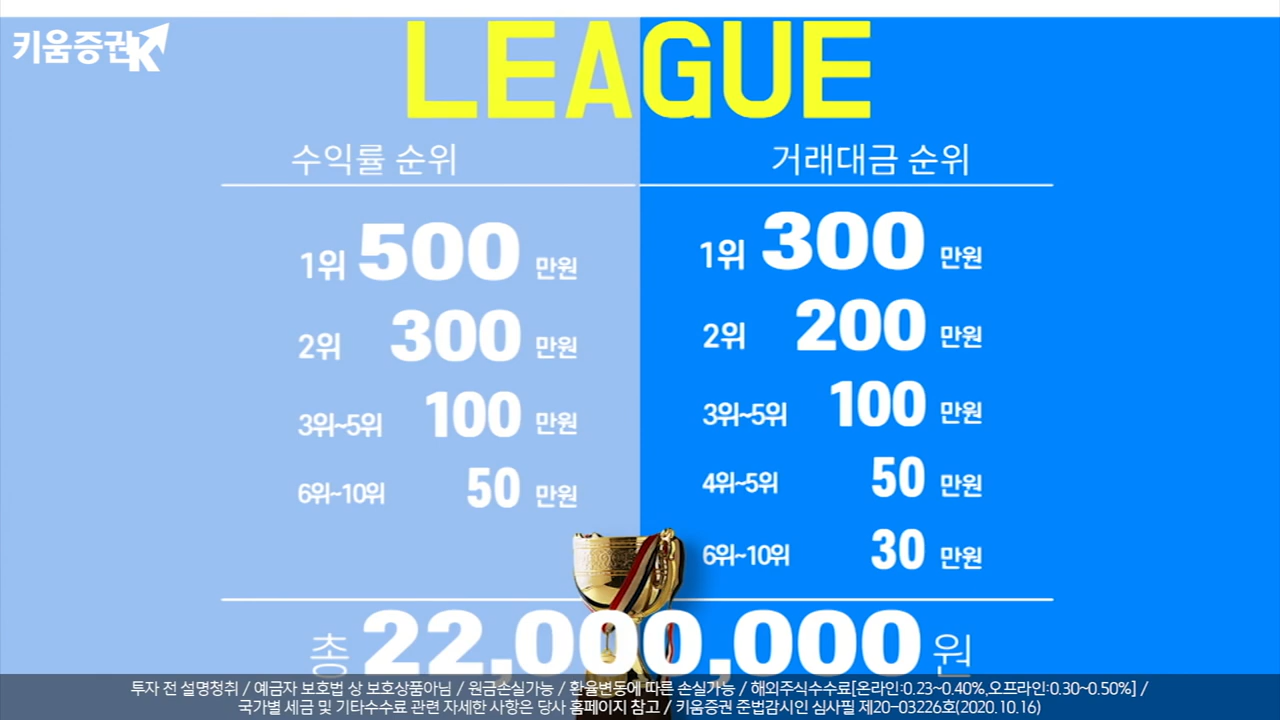 키움증권K
LEAGUE
수익률 순위
1위 500 만원
2위 300 만원
3위~5위 100 만원
6위~10위 50 만원
거래대금 순위
1위 300 만원
2위 200 만원
3위~5위 100 만원
4위~5위 50 만원
6위~10위 30 만원
총 22,000,000 원
투자 전 설명청취 / 예금자 보호법 상 보호상품아님 / 원금손실가능 / 환율변동에 따른 손실가능 / 해외주식수수료[온라인:0.23~0.40%,오프라인:0.30~0.50%] /
국가별 세금 및 기타수수료 관련 자세한 사항은 당사 홈페이지 참고 / 키움증권 준법감시인 심사필 제20-03226호(2020.10.16)